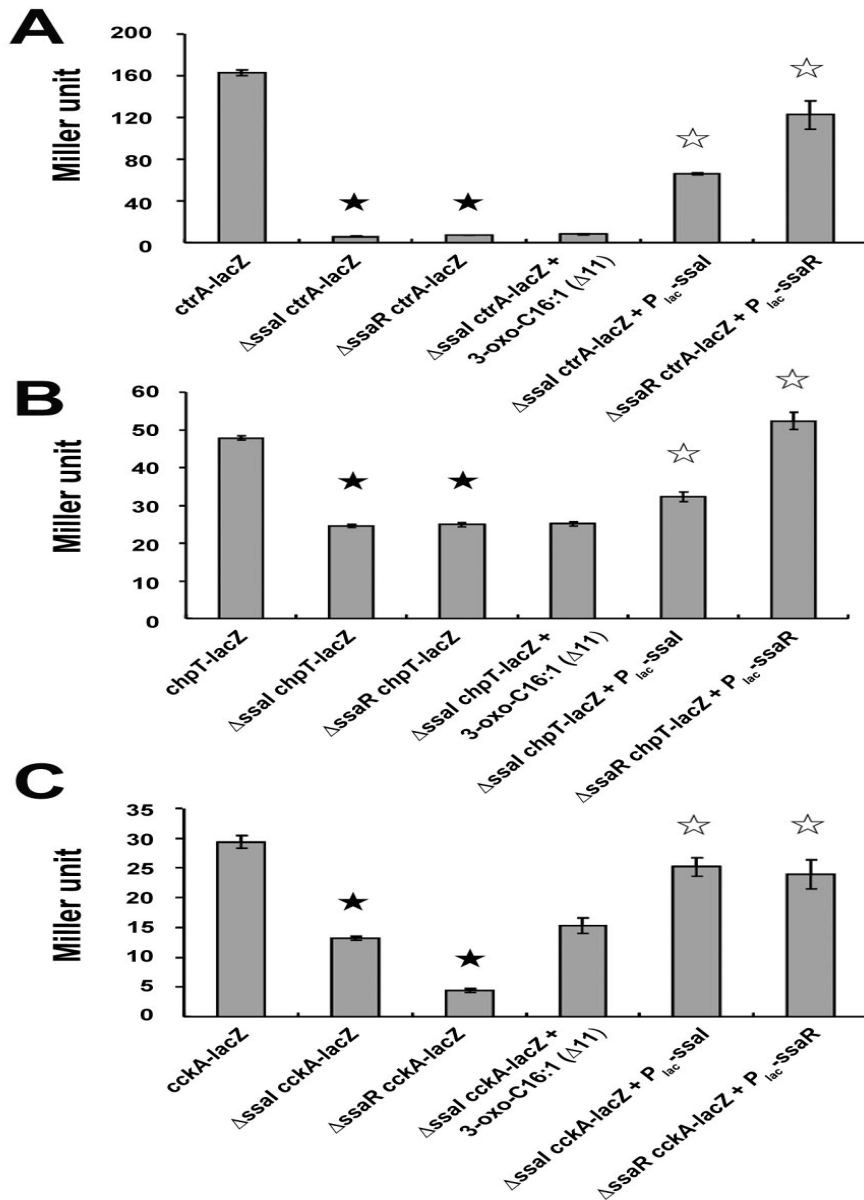 A
Miller unit
200
160
120
80
40
0
ctrA-lacZ
ΔssaI ctrA-lacZ
ΔssaR ctrA-lacZ
ΔssaI ctrA-lacZ +
3-oxo-C16:1 (Δ11)
ΔssaI ctrA-lacZ + Plac-ssaI
ΔssaR ctrA-lacZ + Plac-ssaR
B
Miller unit
60
50
40
30
20
10
0
chpT-lacZ
ΔssaI chpT-lacZ
ΔssaR chpT-lacZ
ΔssaI chpT-lacZ +
3-oxo-C16:1 (Δ11)
ΔssaI chpT-lacZ + Plac-ssaI
ΔssaR chpT-lacZ + Plac-ssaR
C
Miller unit
35
30
25
20
15
10
5
0
cckA-lacZ
ΔssaI cckA-lacZ
ΔssaR cckA-lacZ
ΔssaI cckA-lacZ +
3-oxo-C16:1 (Δ11)
ΔssaI cckA-lacZ + Plac-ssaI
ΔssaR cckA-lacZ + Plac-ssaR